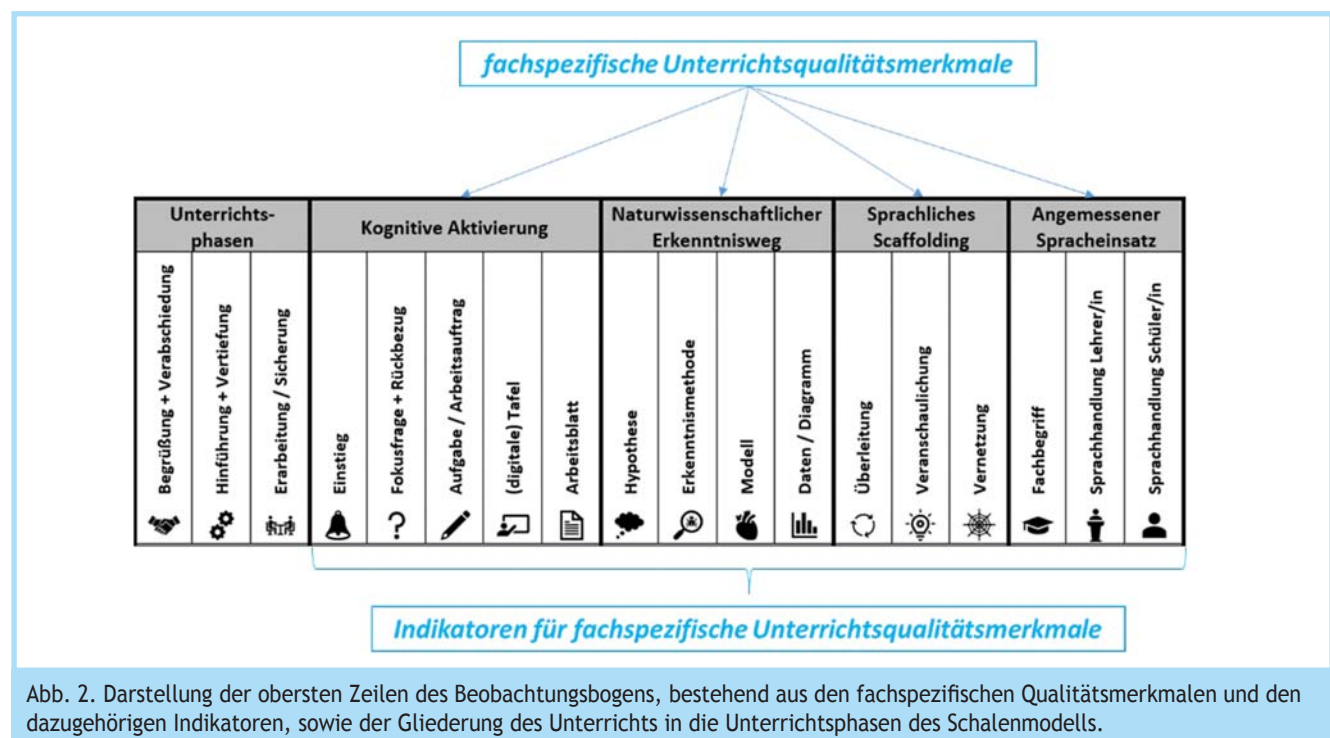 fachspezifische Unterrichtsqualitätsmerkmale
Unterrichts-
phasen
Kognitive Aktivierung
Naturwissenschaftlicher
Erkenntnisweg
Sprachliches
Scaffolding
Angemessener
Spracheinsatz
Begrüßung + Verabschiedung
Hinführung + Vertiefung
Erarbeitung / Sicherung
Einstieg
Fokusfrage + Rückbezug
Aufgabe / Arbeitsauftrag
(digitale) Tafel
Arbeitsblatt
Hypothese
Erkenntnismethode
Modell
Daten / Diagramm
Überleitung
Veranschaulichung
Vernetzung
Fachbegriff
Sprachhandlung Lehrer/in
Sprachhandlung Schüler/in
?
Indikatoren für fachspezifische Unterrichtsqualitätsmerkmale
Abb. 2. Darstellung der obersten Zeilen des Beobachtungsbogens, bestehend aus den fachspezifischen Qualitätsmerkmalen und den
dazugehörigen Indikatoren, sowie der Gliederung des Unterrichts in die Unterrichtsphasen des Schalenmodells.